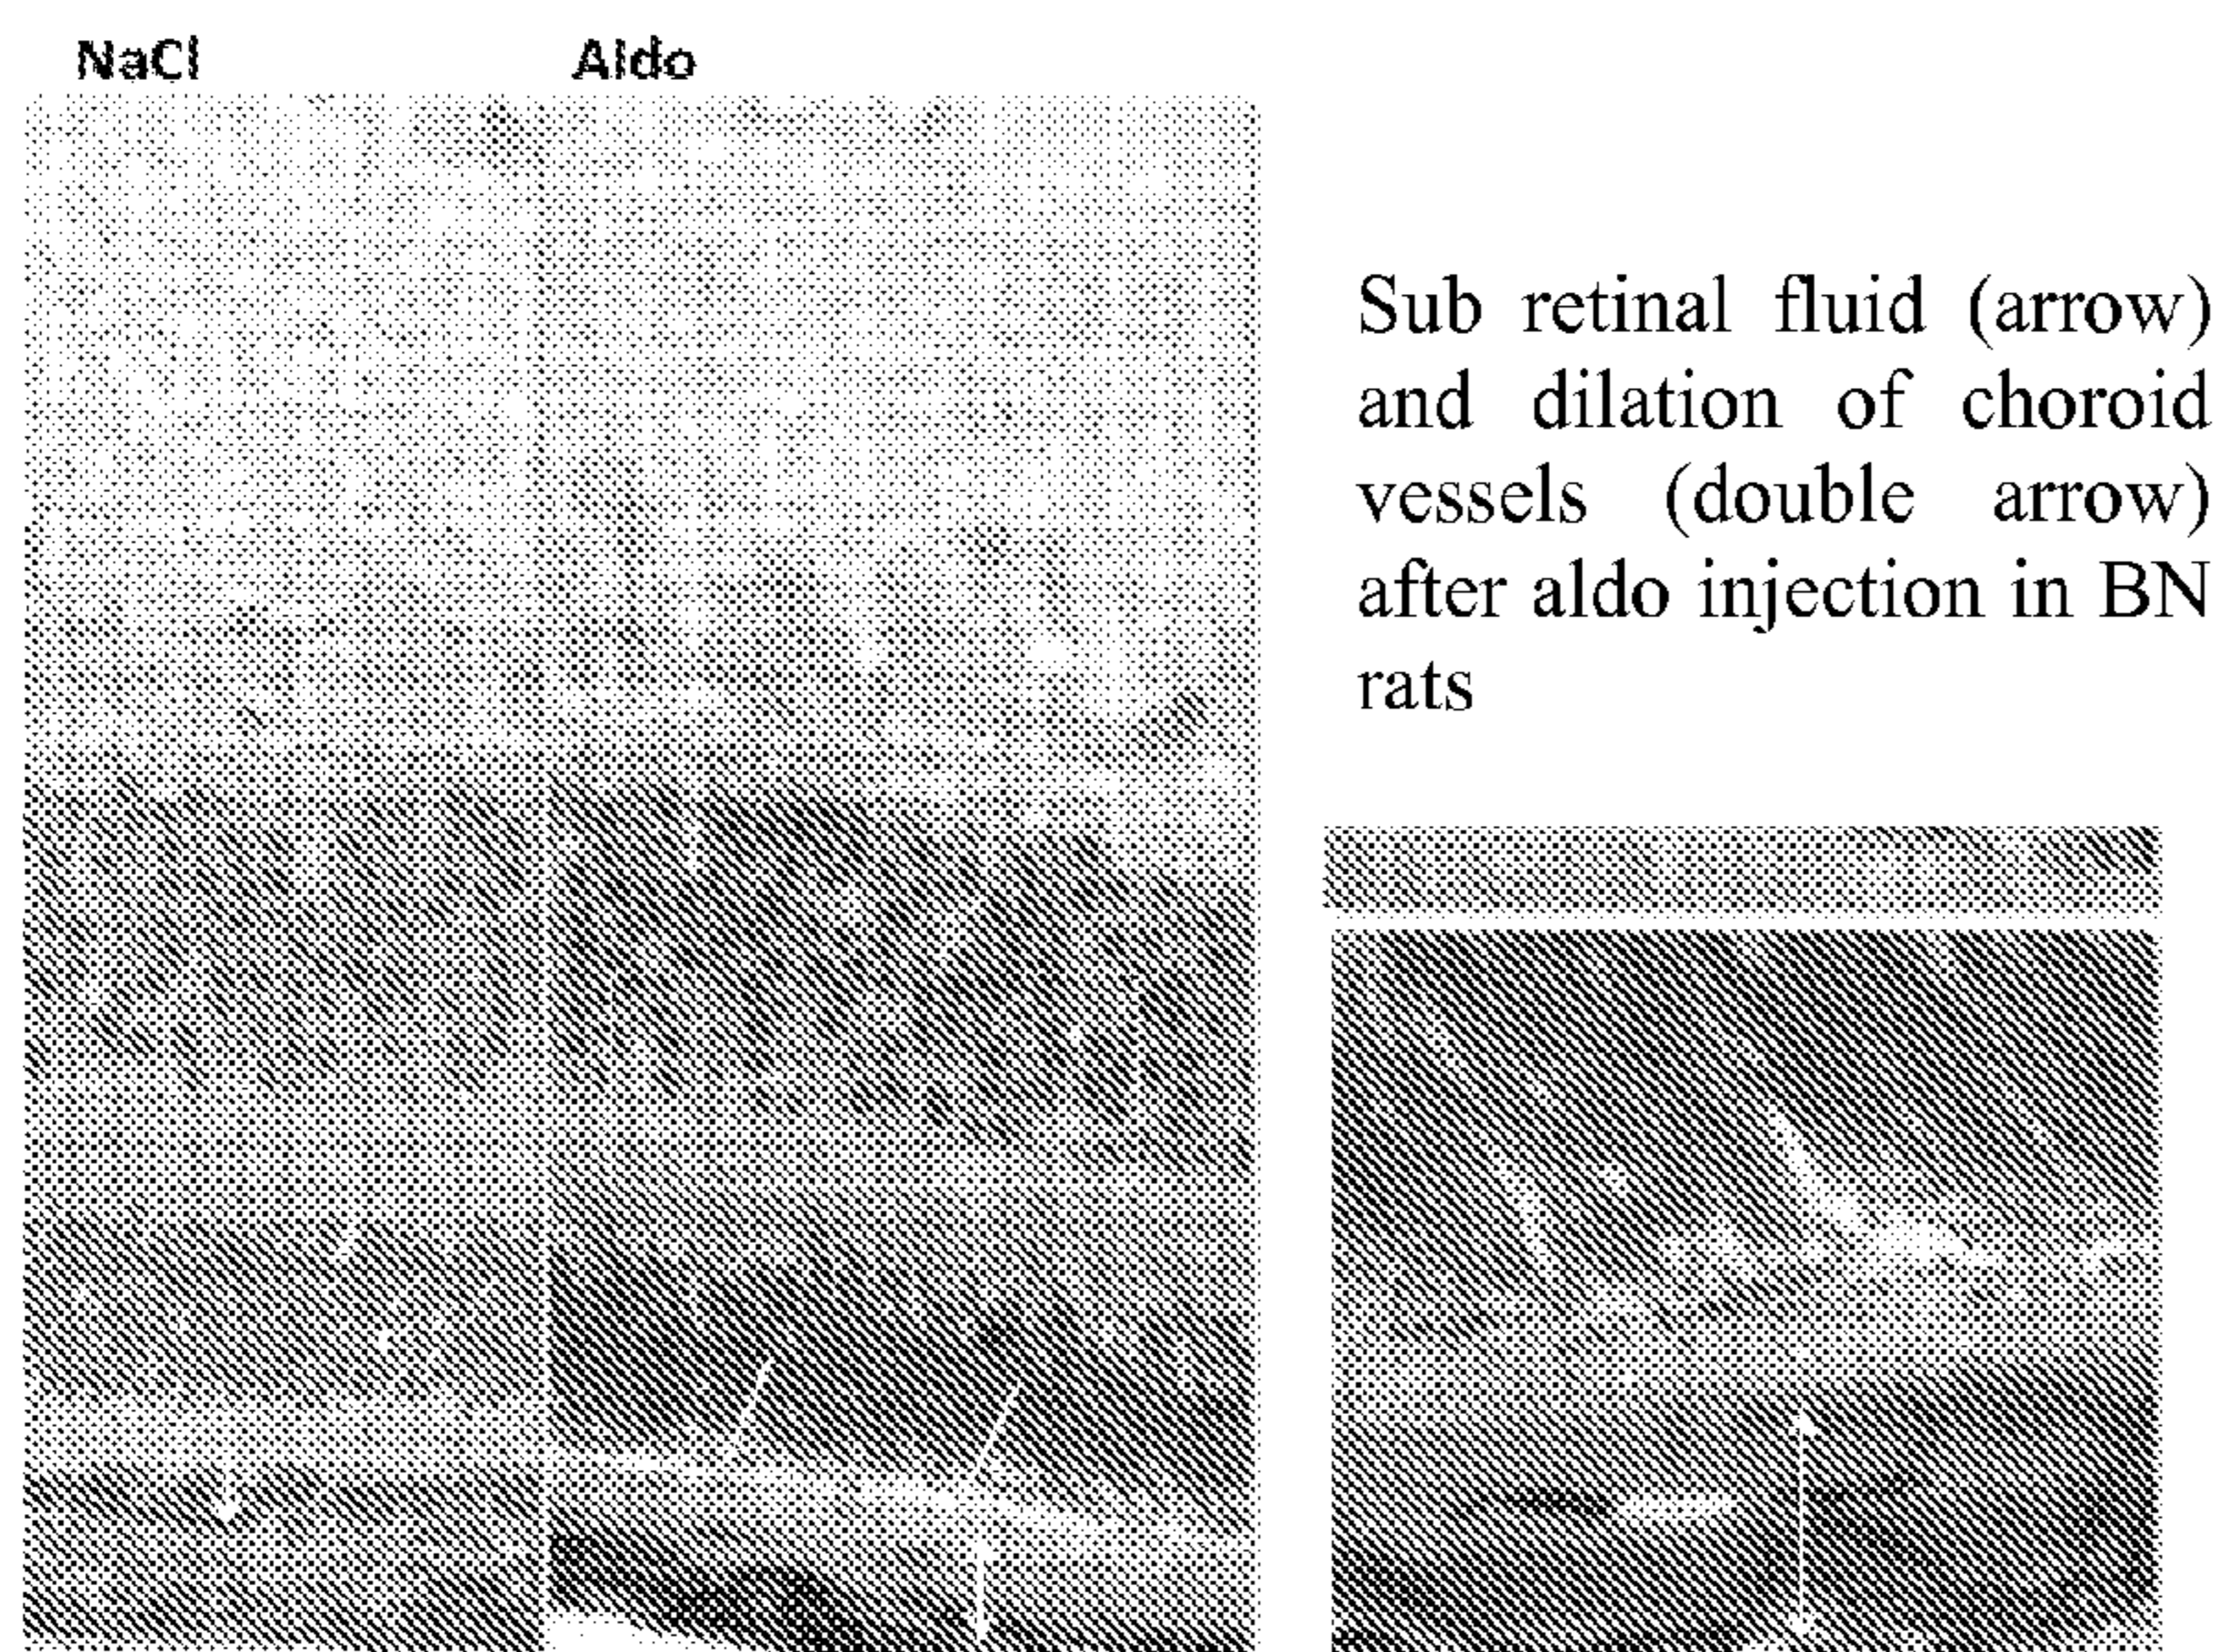 NaCl
Aldo
Sub retinal fluid (arrow)
and dilation of choroid
vessels (double arrow)
after aldo injection in BN
rats